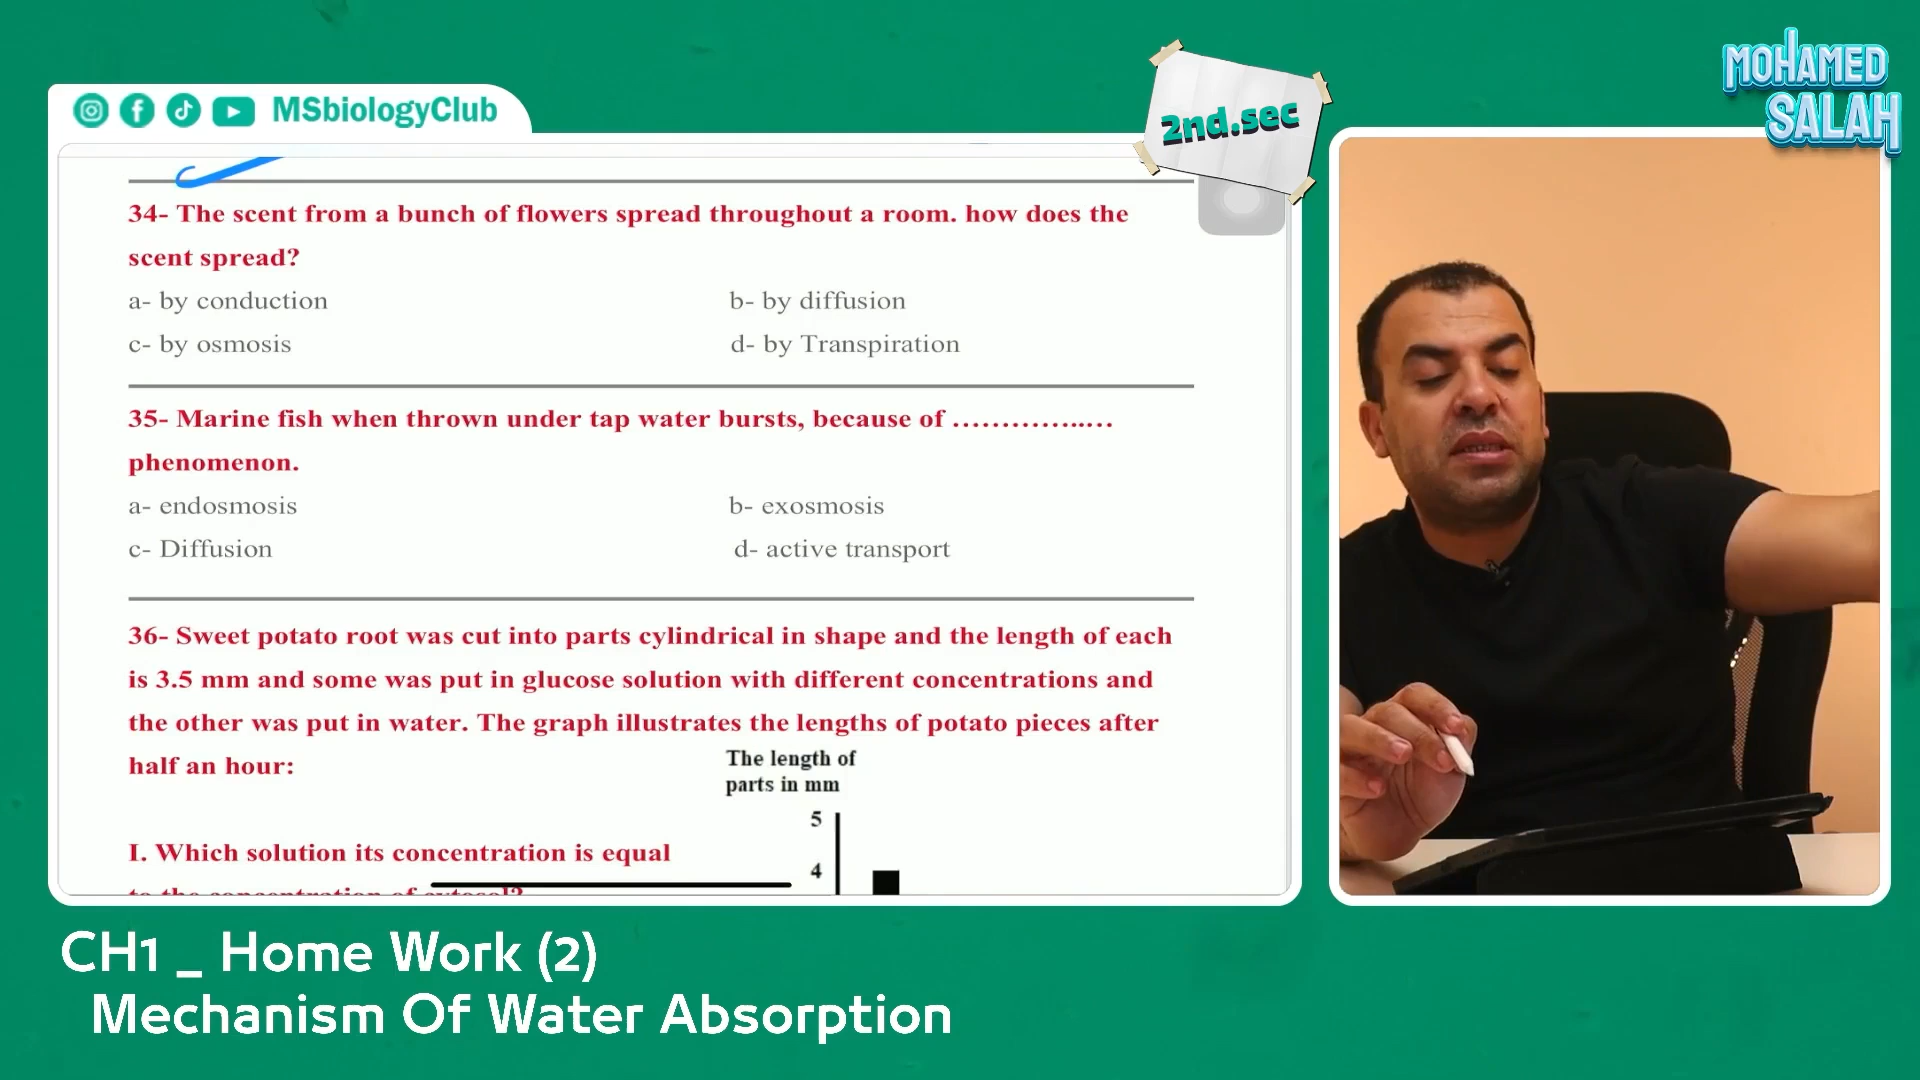 MOHAMED
SALAH
MSbiologyClub
2nd.sec
34- The scent from a bunch of flowers spread throughout a room. how does the
scent spread?
a- by conduction
b- by diffusion
c- by osmosis
d- by Transpiration
35- Marine fish when thrown under tap water bursts, because of ………….…
phenomenon.
a- endosmosis
b- exosmosis
c- Diffusion
d- active transport
36- Sweet potato root was cut into parts cylindrical in shape and the length of each
is 3.5 mm and some was put in glucose solution with different concentrations and
the other was put in water. The graph illustrates the lengths of potato pieces after
half an hour:
The length of
parts in mm
5
4
I. Which solution its concentration is equal
to the concentration of cytosol?
CH1 _ Home Work (2)
Mechanism Of Water Absorption